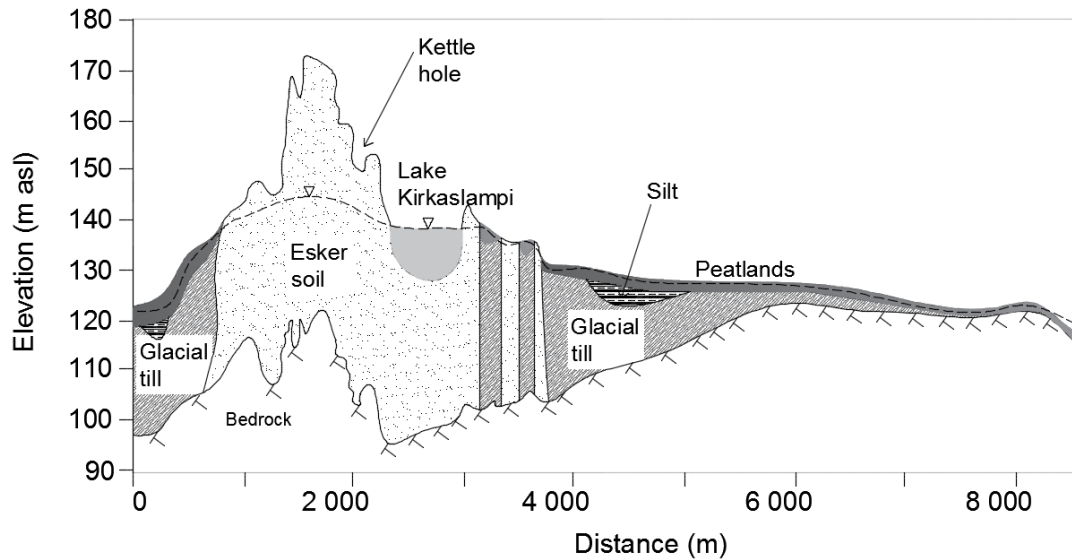 180
170
160
150
140
130
120
110
100
90
Elevation (m asl)
Kettle
hole
Lake
Kirkaslampi
Silt
Esker
soil
Peatlands
Glacial
till
Glacial
till
Bedrock
0
2 000
4 000
6 000
8 000
Distance (m)